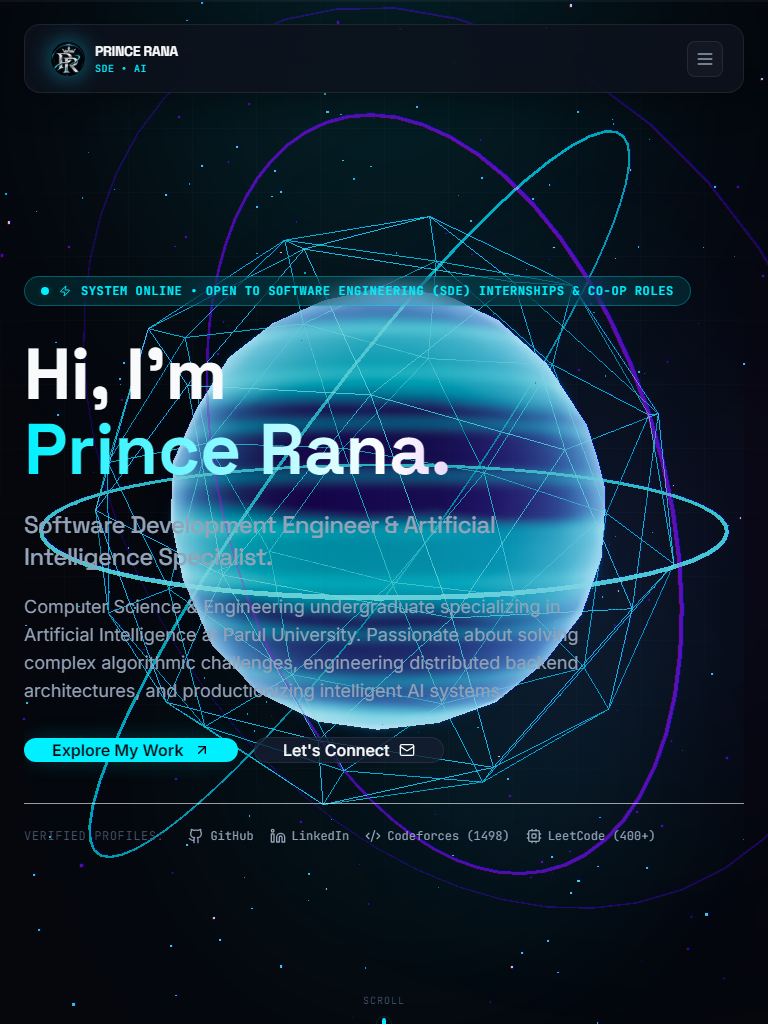 PRINCE RANA
SDE • AI
SYSTEM ONLINE • OPEN TO SOFTWARE ENGINEERING (SDE) INTERNSHIPS & CO-OP ROLES
Hi, I'm
Prince Rana.
Software Development Engineer & Artificial
Intelligence Specialist.
Computer Science & Engineering undergraduate specializing in
Artificial Intelligence at Parul University. Passionate about solving
complex algorithmic challenges, engineering distributed backend
architectures, and productionizing intelligent AI systems.
Explore My Work
Let's Connect
VERIFIED PROFILES:
GitHub
LinkedIn
Codeforces (1498)
LeetCode (400+)
SCROLL